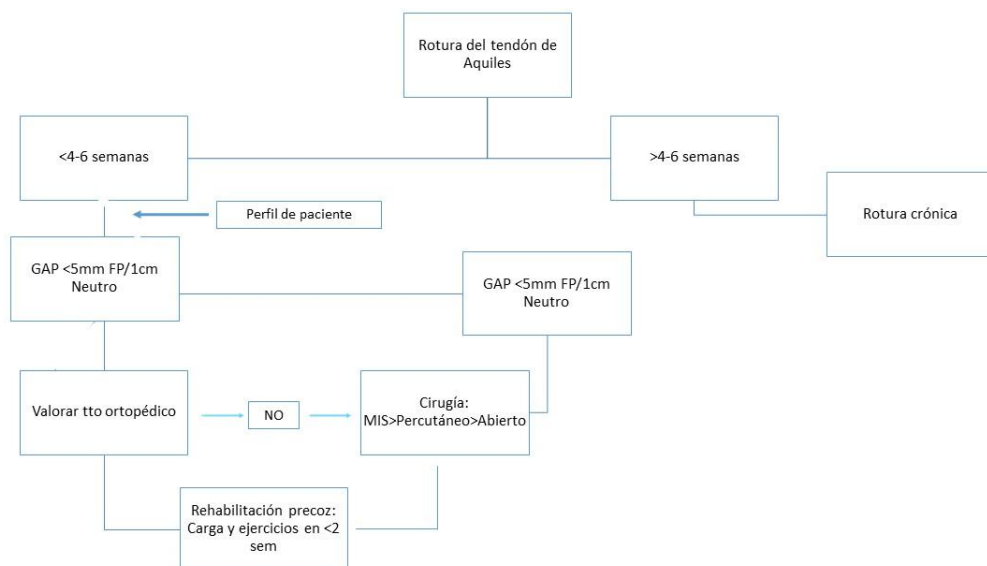 Rotura del tendón de
Aquiles
<4-6 semanas
>4-6 semanas
Perfil de paciente
Rotura crónica
GAP <5mm FP/1cm
Neutro
GAP <5mm FP/1cm
Neutro
Valorar tto ortopédico
NO
Cirugía:
MIS>Percutáneo>Abierto
Rehabilitación precoz:
Carga y ejercicios en <2
sem